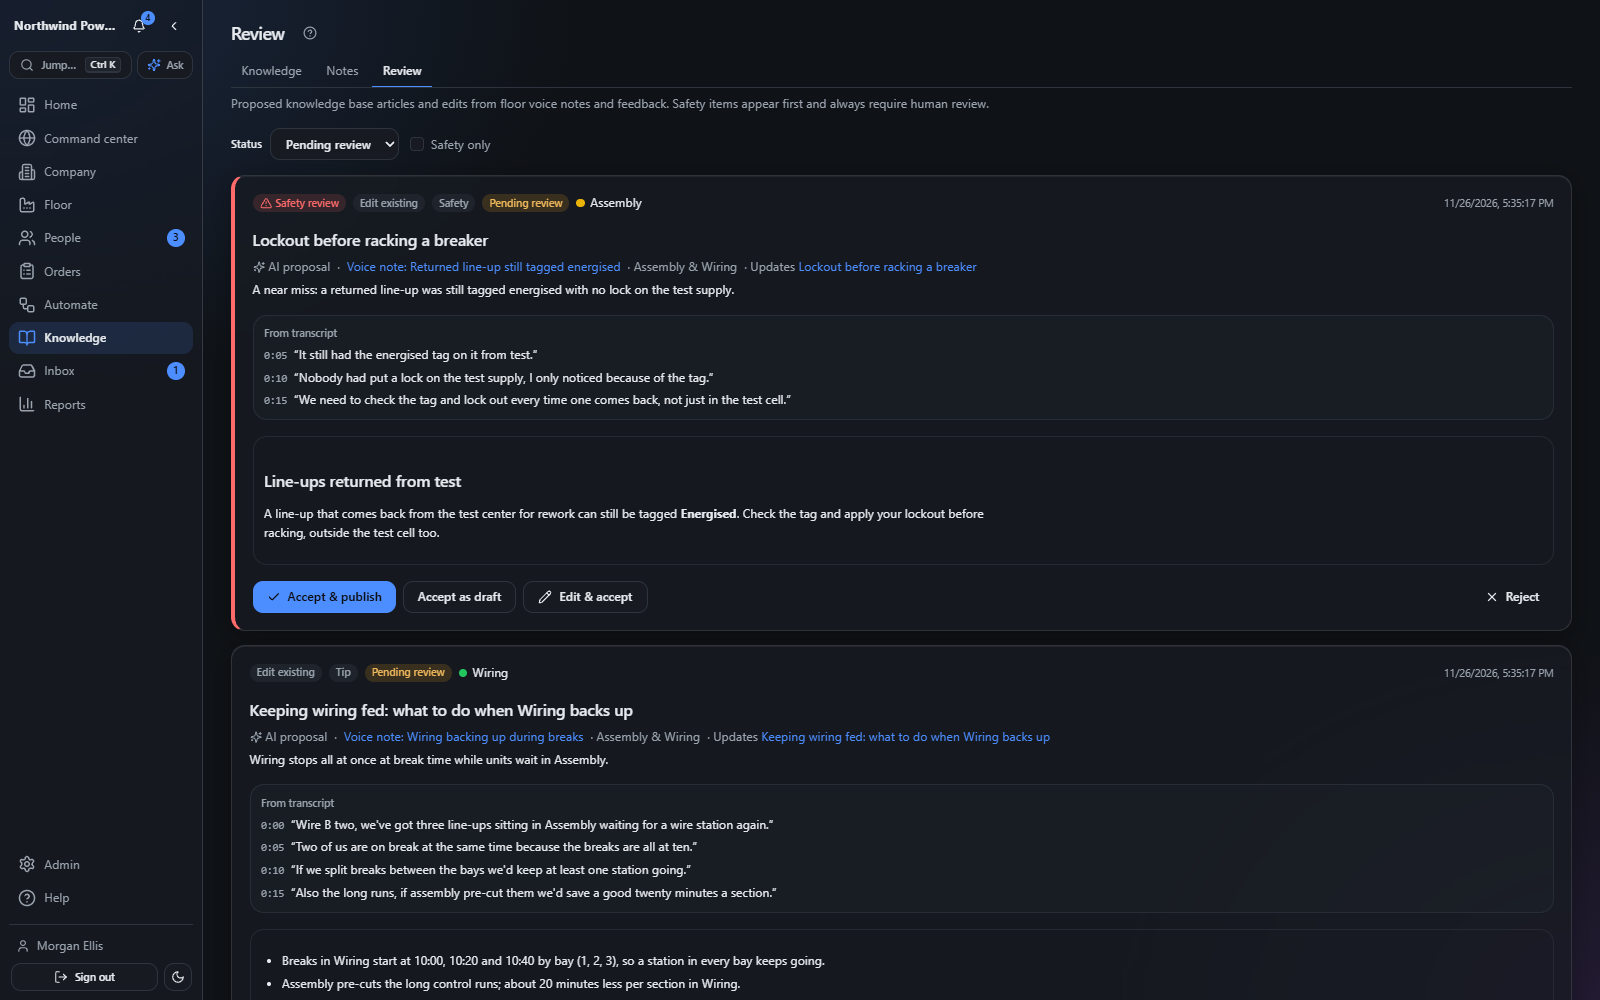 Northwind Pow...
4
Jump...
Ctrl K
Ask
Home
Command center
Company
Floor
People
3
Orders
Automate
Knowledge
Inbox
1
Reports
Admin
Help
Morgan Ellis
Sign out
Review
Knowledge
Notes
Review
Proposed knowledge base articles and edits from floor voice notes and feedback. Safety items appear first and always require human review.
Status
Pending review
Safety only
Safety review
Edit existing
Safety
Pending review
Assembly
11/26/2026, 5:35:17 PM
Lockout before racking a breaker
AI proposal · Voice note: Returned line-up still tagged energised · Assembly & Wiring · Updates Lockout before racking a breaker
A near miss: a returned line-up was still tagged energised with no lock on the test supply.
From transcript
0:05 “It still had the energised tag on it from test.”
0:10 “Nobody had put a lock on the test supply, I only noticed because of the tag.”
0:15 “We need to check the tag and lock out every time one comes back, not just in the test cell.”
Line-ups returned from test
A line-up that comes back from the test center for rework can still be tagged Energised. Check the tag and apply your lockout before
racking, outside the test cell too.
Accept & publish
Accept as draft
Edit & accept
Reject
Edit existing
Tip
Pending review
Wiring
11/26/2026, 5:35:17 PM
Keeping wiring fed: what to do when Wiring backs up
AI proposal · Voice note: Wiring backing up during breaks · Assembly & Wiring · Updates Keeping wiring fed: what to do when Wiring backs up
Wiring stops all at once at break time while units wait in Assembly.
From transcript
0:00 “Wire B two, we've got three line-ups sitting in Assembly waiting for a wire station again.”
0:05 “Two of us are on break at the same time because the breaks are all at ten.”
0:10 “If we split breaks between the bays we'd keep at least one station going.”
0:15 “Also the long runs, if assembly pre-cut them we'd save a good twenty minutes a section.”
• Breaks in Wiring start at 10:00, 10:20 and 10:40 by bay (1, 2, 3), so a station in every bay keeps going.
• Assembly pre-cuts the long control runs; about 20 minutes less per section in Wiring.